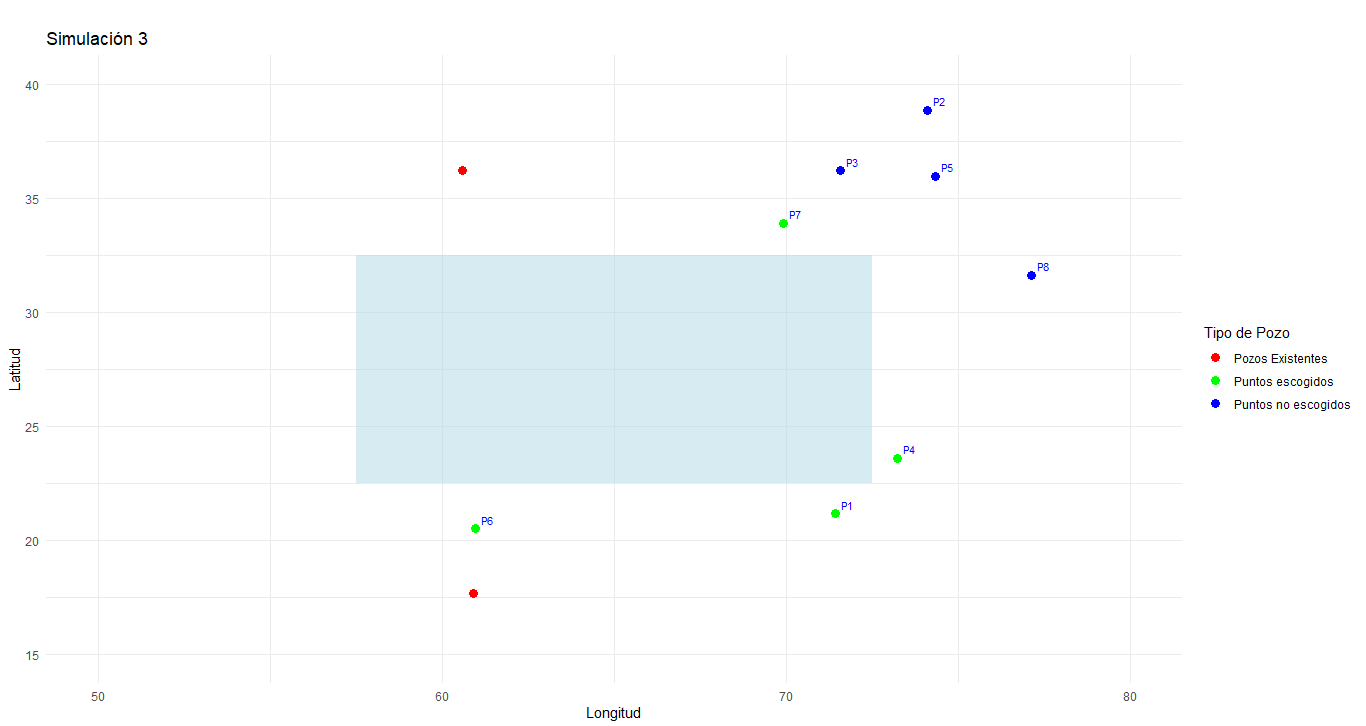 Simulación 3
40
35
30
25
20
15
Latitud
P2
P3
P5
P7
P8
P4
P1
P6
50 60 70 80
Longitud
Tipo de Pozo
Pozos Existentes
Puntos escogidos
Puntos no escogidos